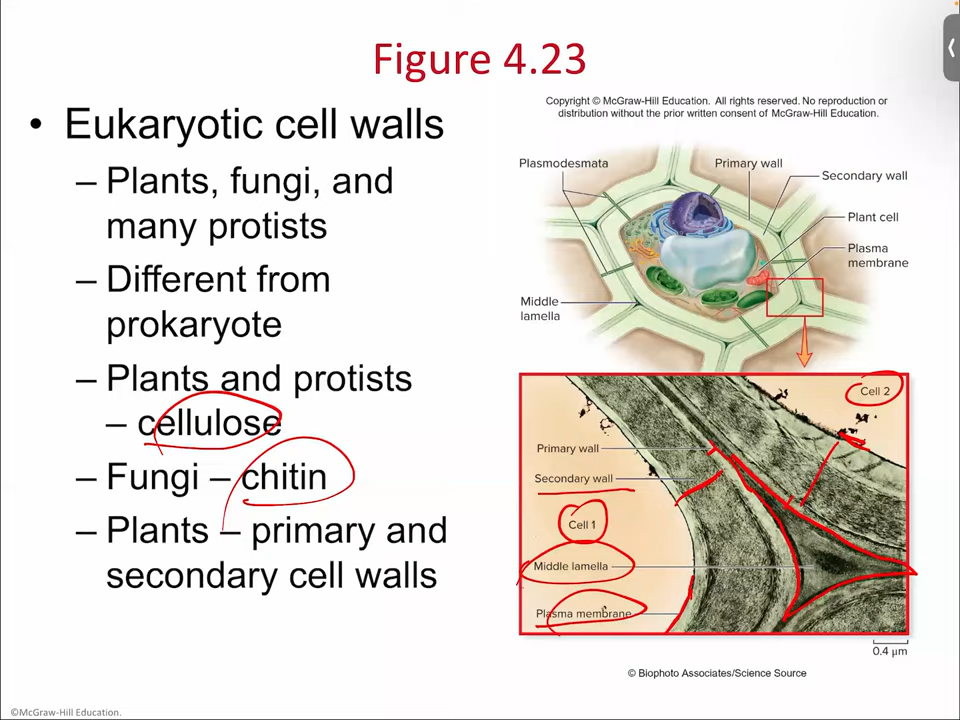 Figure 4.23
• Eukaryotic cell walls
– Plants, fungi, and
many protists
– Different from
prokaryote
– Plants and protists
– cellulose
– Fungi – chitin
– Plants – primary and
secondary cell walls
Copyright © McGraw-Hill Education. All rights reserved. No reproduction or
distribution without the prior written consent of McGraw-Hill Education.
Plasmodesmata
Primary wall
Secondary wall
Plant cell
Plasma
membrane
Middle
lamella
Cell 2
Primary wall
Secondary wall
Cell 1
Middle lamella
Plasma membrane
0.4 μm
© Biophoto Associates/Science Source
©McGraw-Hill Education.